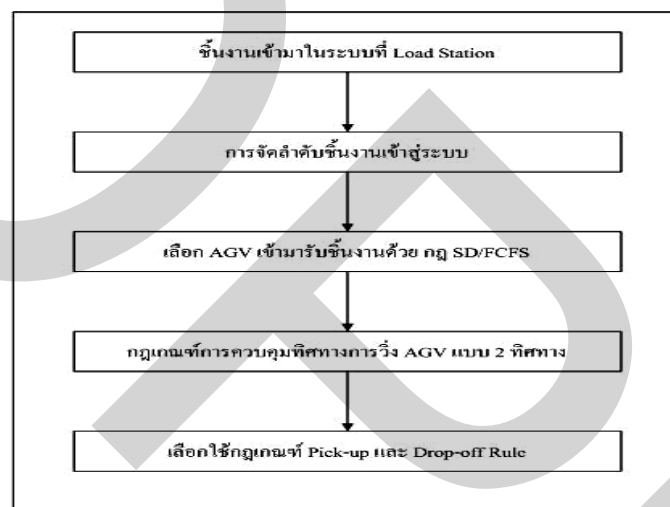 ชิ้นงานเข้ามาในระบบที่ Load Station
การจัดลำดับชิ้นงานเข้าสู่ระบบ
เลือก AGV เข้ามารับชิ้นงานด้วย กฎ SD/FCFS
กฎเกณฑ์การควบคุมทิศทางการวิ่ง AGV แบบ 2 ทิศทาง
เลือกใช้กฎเกณฑ์ Pick-up และ Drop-off Rule